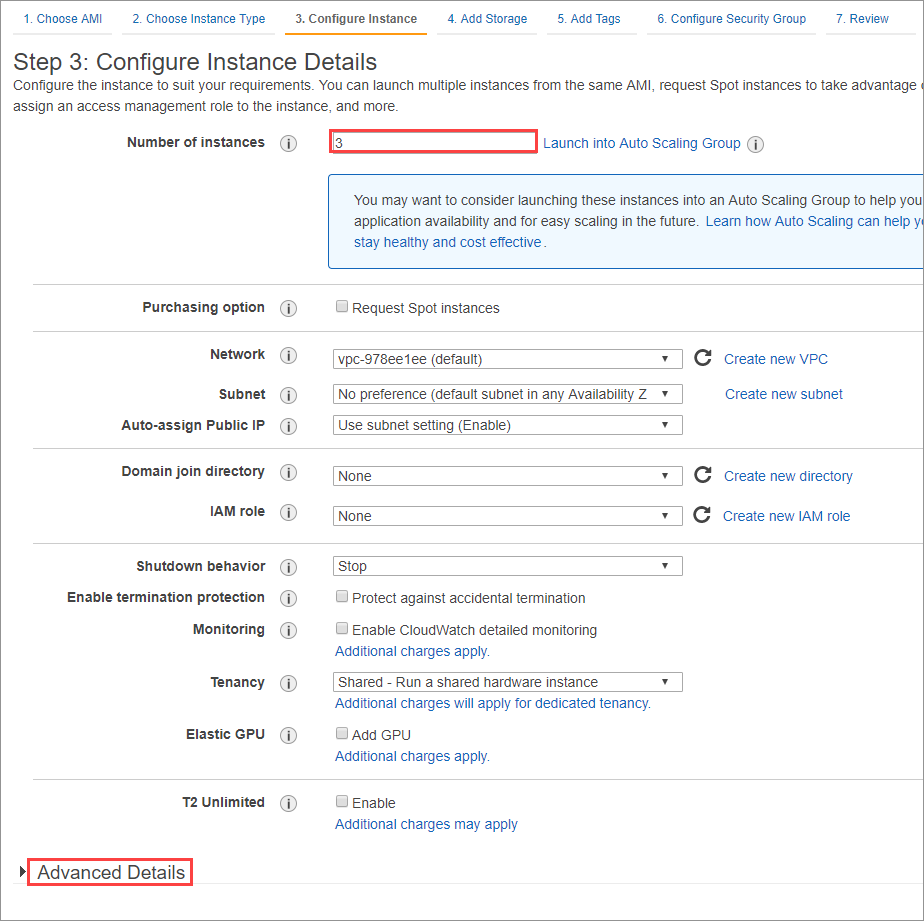 1. Choose AMI 2. Choose Instance Type 3. Configure Instance 4. Add Storage 5. Add Tags 6. Configure Security Group 7. Review
Step 3: Configure Instance Details
Configure the instance to suit your requirements. You can launch multiple instances from the same AMI, request Spot instances to take advantage
assign an access management role to the instance, and more.
Number of instances i 3 Launch into Auto Scaling Group i
You may want to consider launching these instances into an Auto Scaling Group to help you
application availability and for easy scaling in the future. Learn how Auto Scaling can help
stay healthy and cost effective.
Purchasing option i Request Spot instances
Network i vpc-978ee1ee (default) Create new VPC
Subnet i No preference (default subnet in any Availability Z Create new subnet
Auto-assign Public IP i Use subnet setting (Enable)
Domain join directory i None Create new directory
IAM role i None Create new IAM role
Shutdown behavior i Stop
Enable termination protection i Protect against accidental termination
Monitoring i Enable CloudWatch detailed monitoring
Additional charges apply.
Tenancy i Shared - Run a shared hardware instance
Additional charges will apply for dedicated tenancy.
Elastic GPU i Add GPU
Additional charges apply.
T2 Unlimited i Enable
Additional charges may apply
Advanced Details